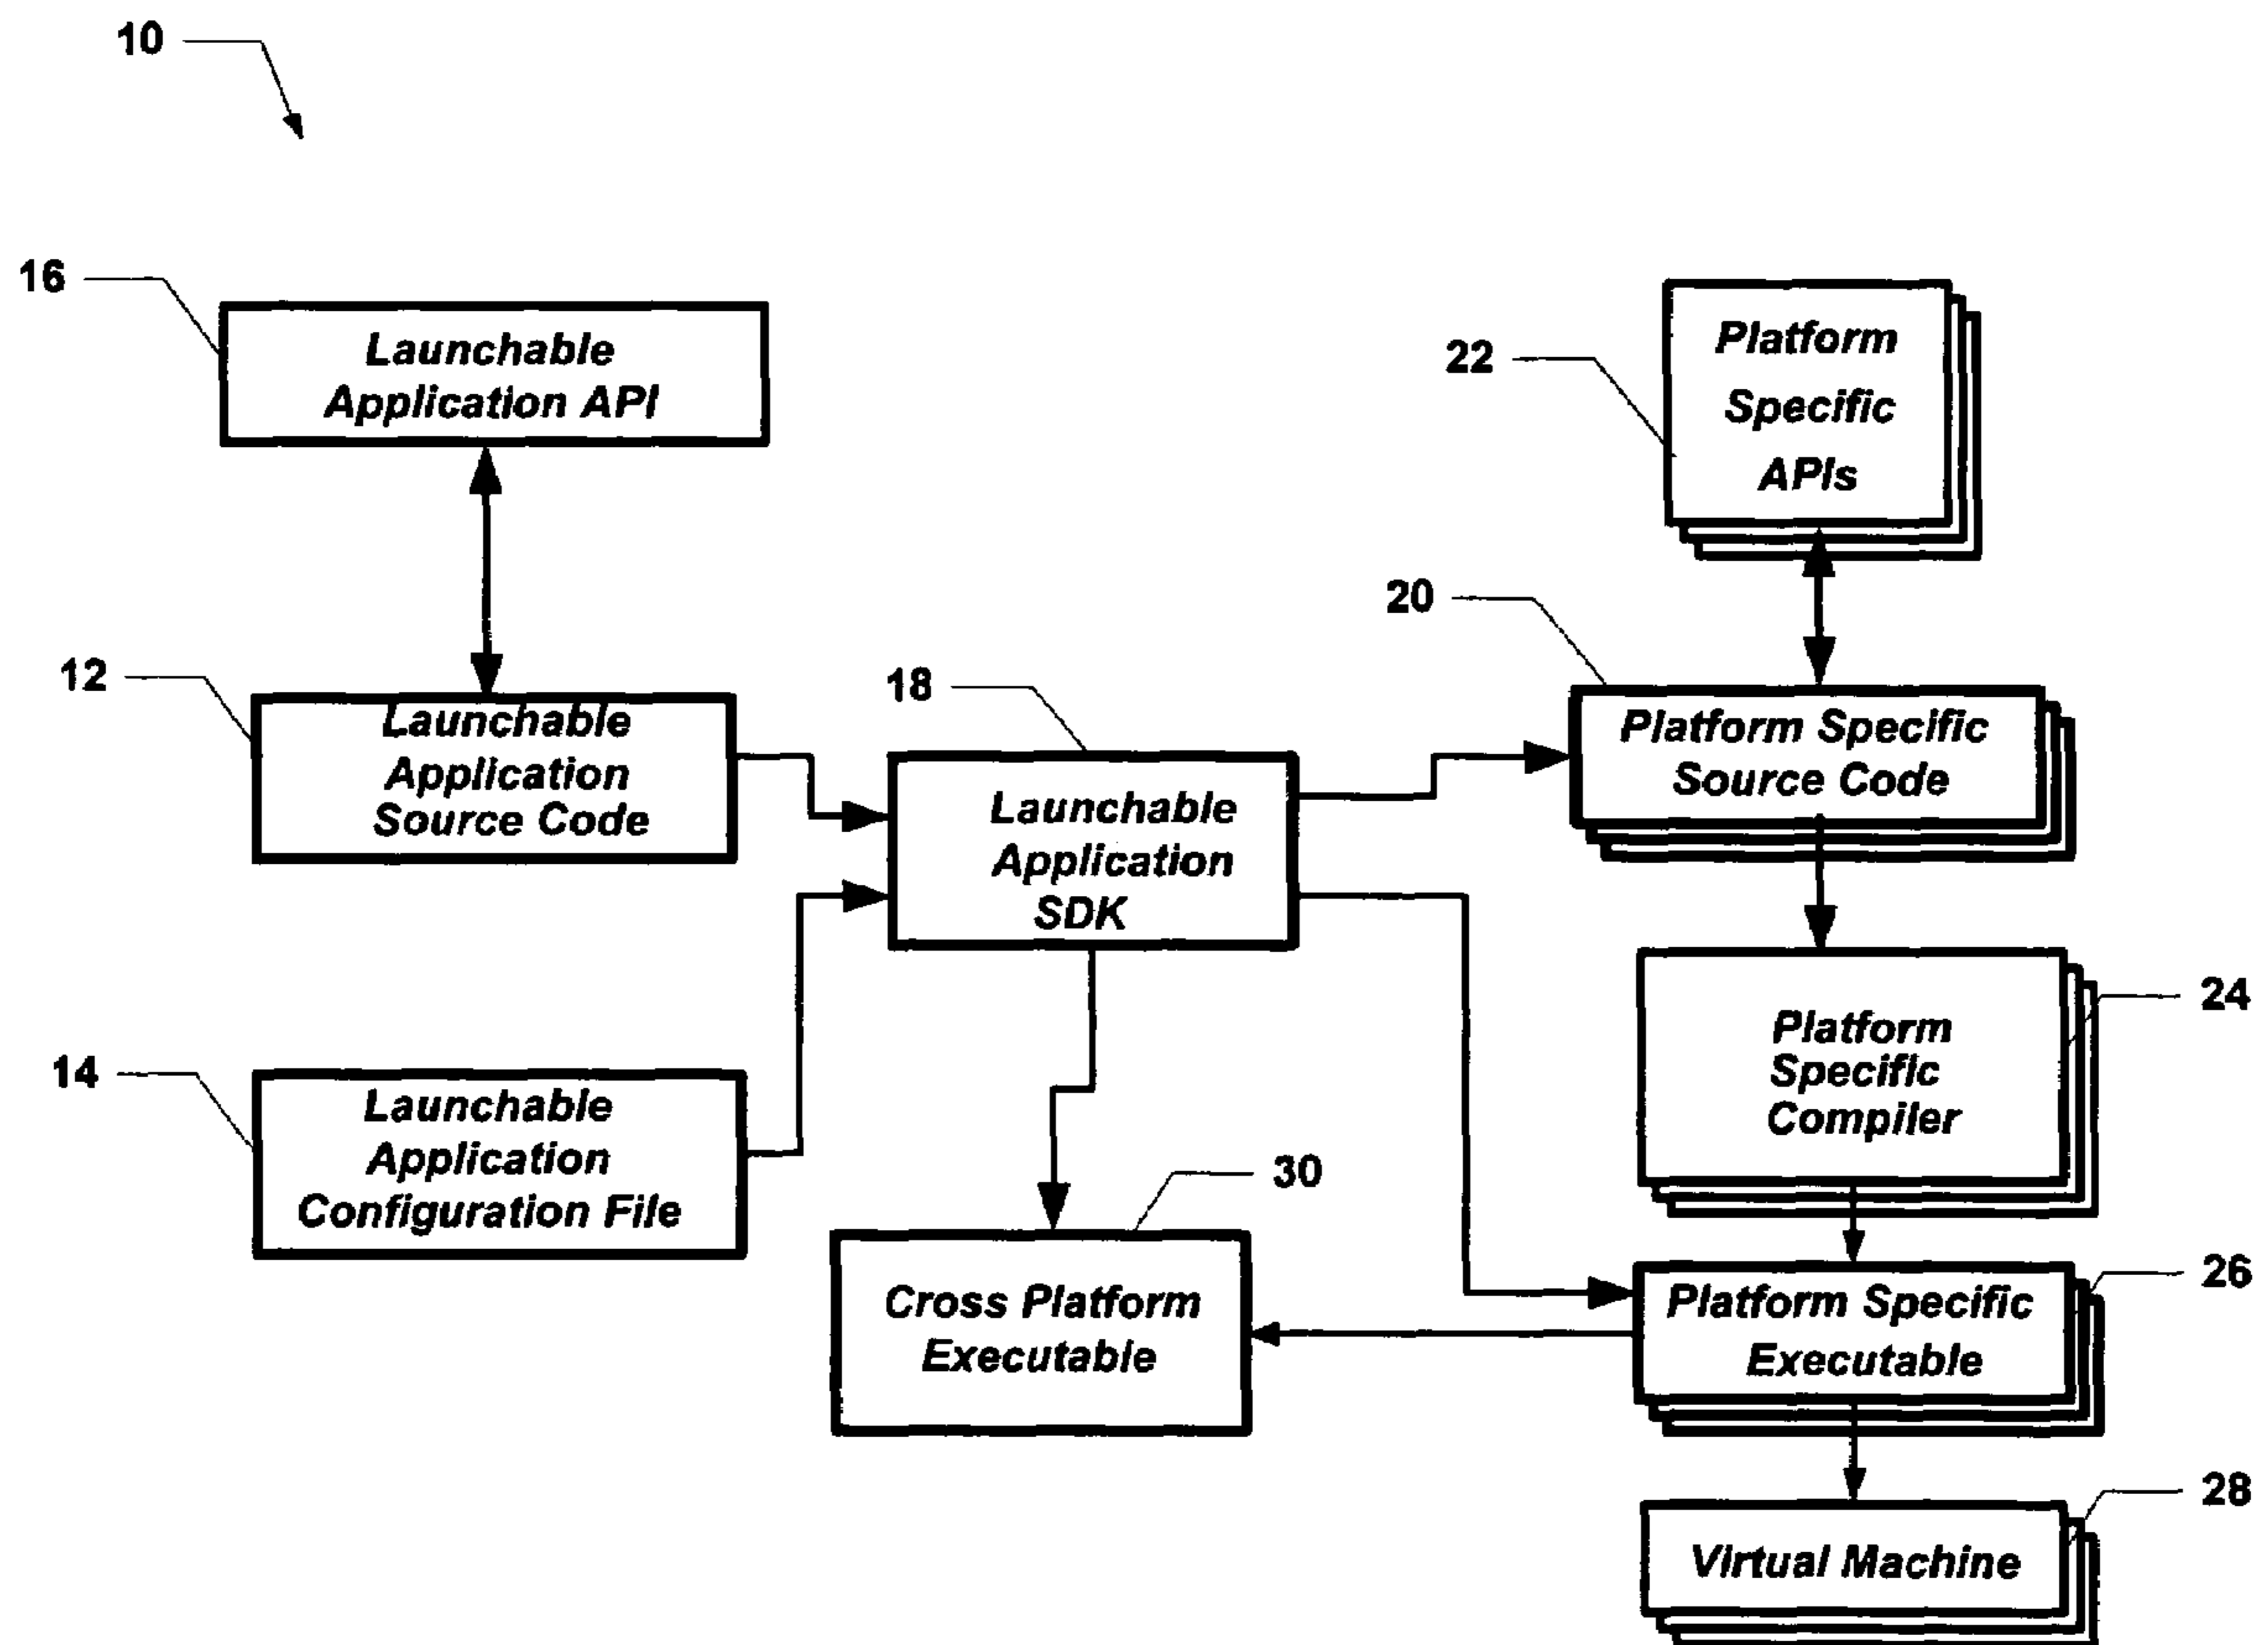 10
16
Launchable
Application API
22
Platform
Specific
APIs
12
Launchable
Application
Source Code
18
Launchable
Application
SDK
20
Platform Specific
Source Code
14
Launchable
Application
Configuration File
24
Platform
Specific
Compiler
30
Cross Platform
Executable
26
Platform Specific
Executable
28
Virtual Machine